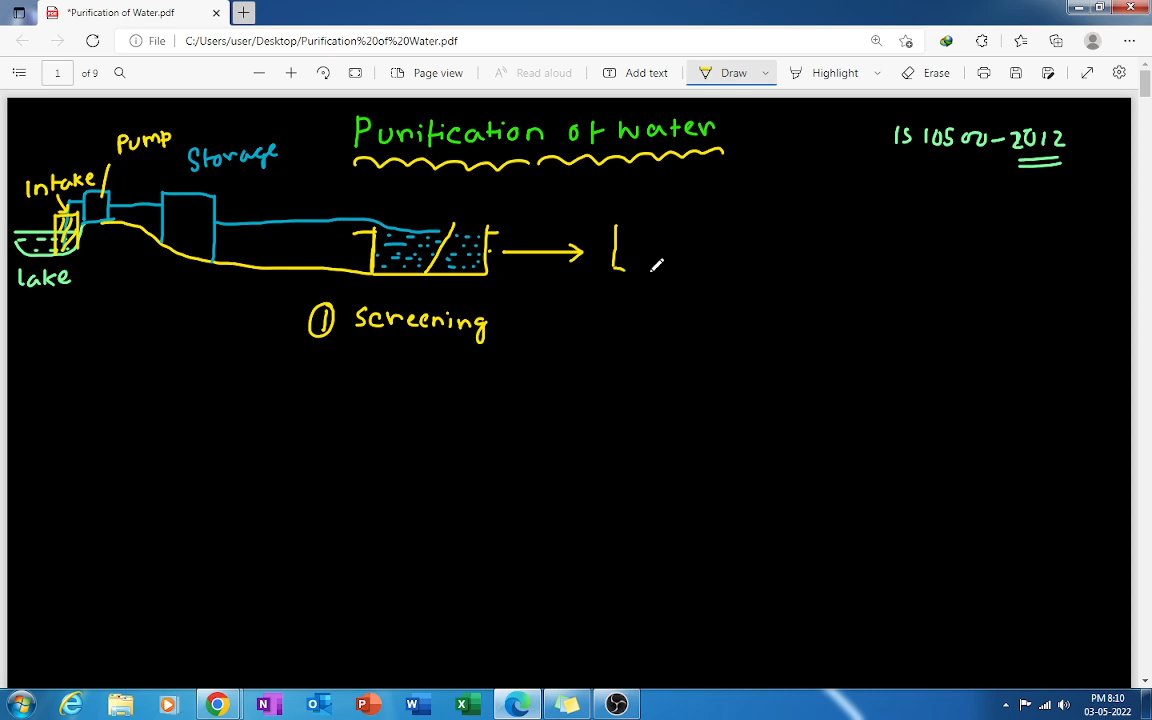 *Purification of Water.pdf
File C:/Users/user/Desktop/Purification%20of%20Water.pdf
1 of 9 Page view Read aloud Add text Draw Highlight Erase
Purification of water
IS 10500-2012
Pump
Storage
Intake
lake
① screening
PM 8:10
03-05-2022